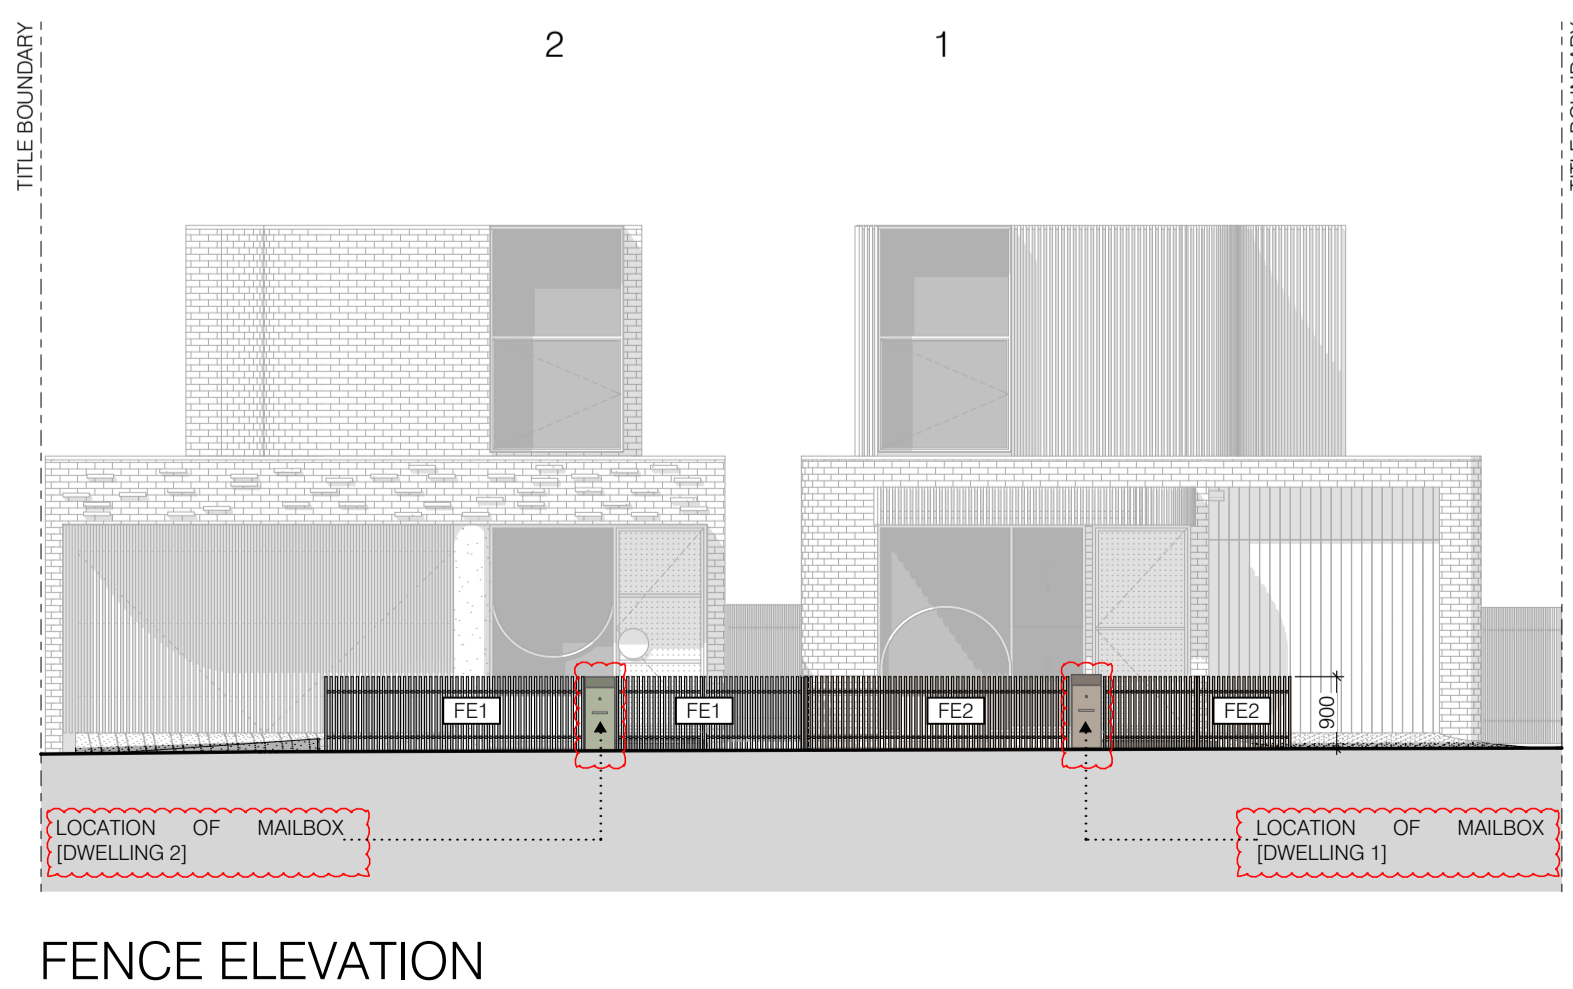 TITLE BOUNDARY
2
1
TITLE BOUNDARY
FE1
FE1
FE2
FE2
900
LOCATION OF MAILBOX
[DWELLING 2]
LOCATION OF MAILBOX
[DWELLING 1]
FENCE ELEVATION